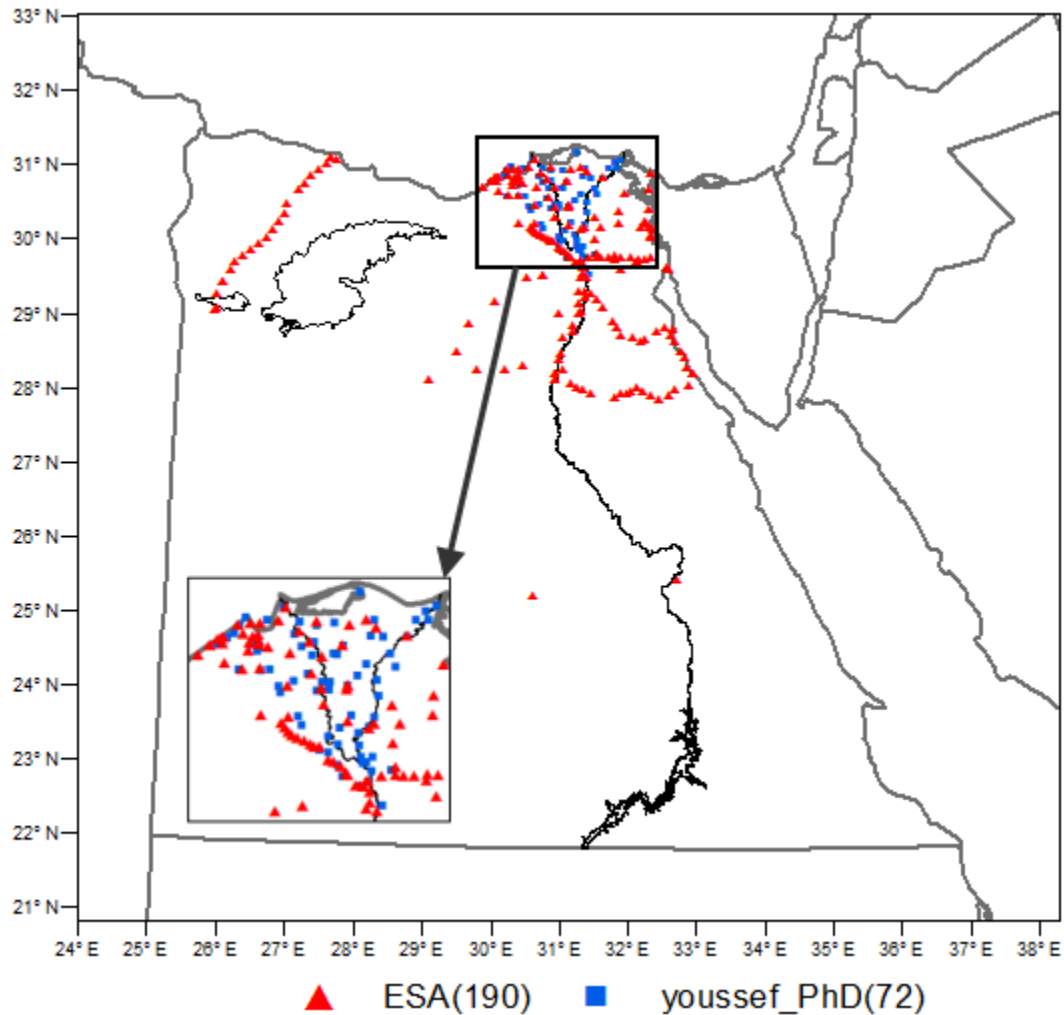 33° N
32° N
31° N
30° N
29° N
28° N
27° N
26° N
25° N
24° N
23° N
22° N
21° N
24° E 25° E 26° E 27° E 28° E 29° E 30° E 31° E 32° E 33° E 34° E 35° E 36° E 37° E 38° E
ESA(190) youssef_PhD(72)